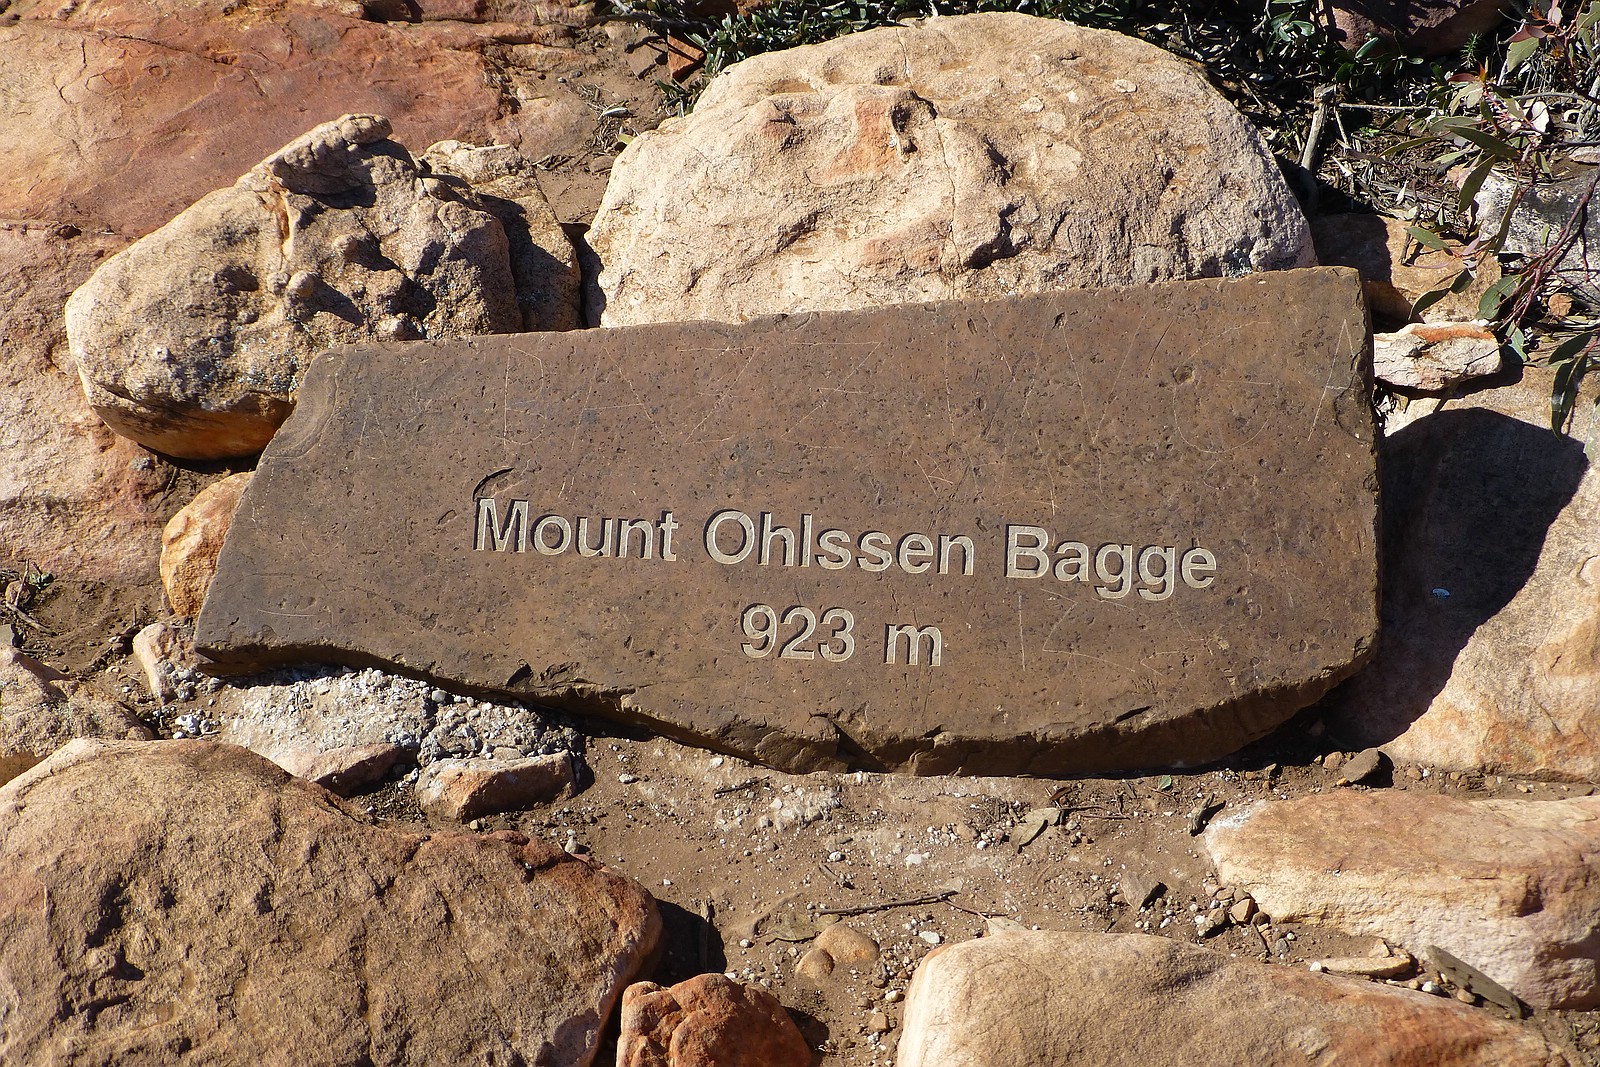 Mount Ohlssen Bagge
923 m